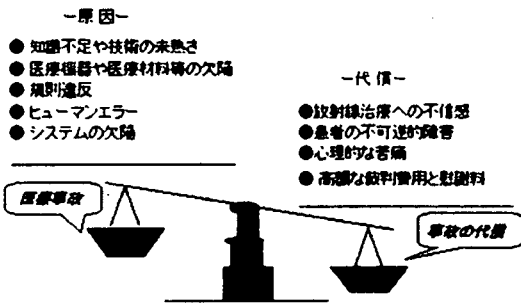 －原因－
● 知識不足や技術の未熟さ
● 医療機器や医療材料等の欠陥
● 規則違反
● ヒューマンエラー
● システムの欠陥
－代償－
●放射線治療への不信感
●患者の不可逆的障害
●心理的な苦痛
● 高額な裁判費用と慰謝料
医療事故
事故の代償